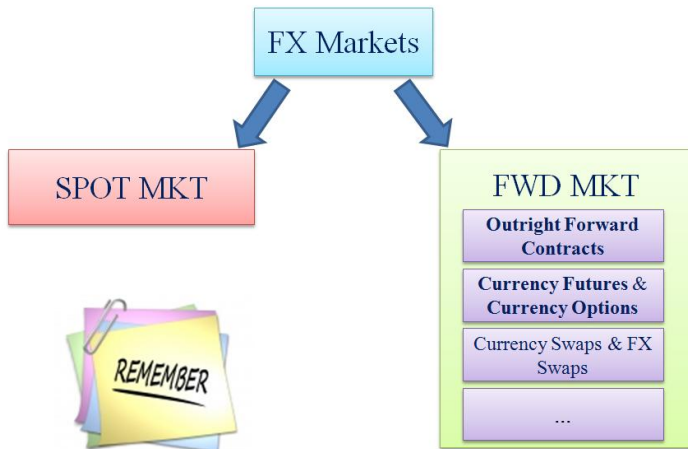 FX Markets
SPOT MKT
FWD MKT
Outright Forward
Contracts
Currency Futures &
Currency Options
Currency Swaps & FX
Swaps
...
REMEMBER